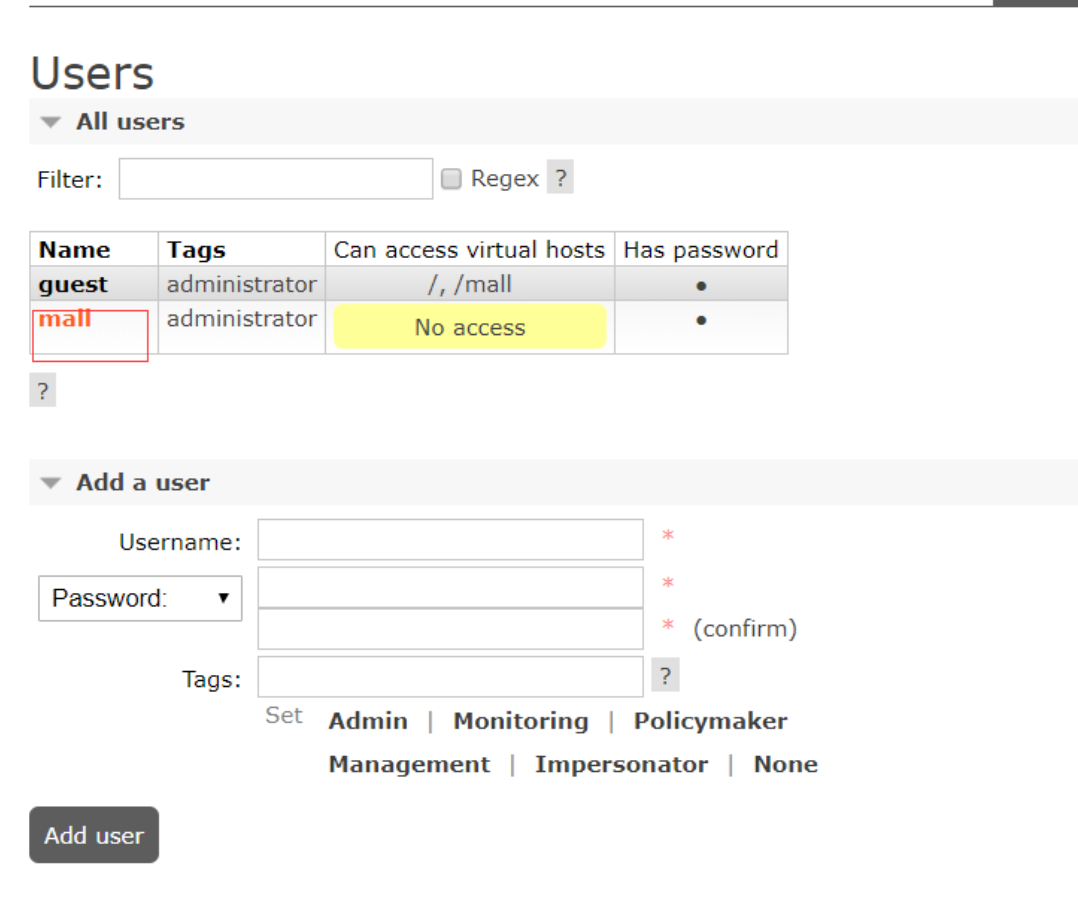 Users
All users
Filter: Regex ?
Name Tags Can access virtual hosts Has password
guest administrator /, /mall •
mall administrator No access •
?
Add a user
Username: *
Password: *
* (confirm)
Tags: ?
Set Admin | Monitoring | Policymaker
Management | Impersonator | None
Add user